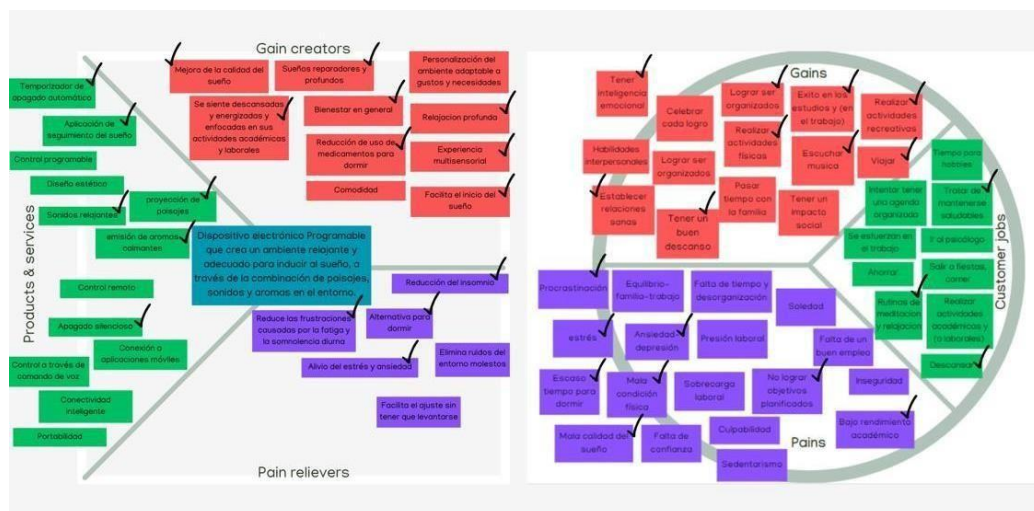 Gain creators
Mejora de la calidad del
sueño
Sueños reparadores y
profundos
Personalización del
ambiente adaptable a
gustos y necesidades
Se siente descansadas
y energizadas y
enfocadas en sus
actividades académicas
y laborales
Bienestar en general
Relajacion profunda
Reducción de uso de
medicamentos para
dormir
Experiencia
multisensorial
Comodidad
Facilita el inicio del
sueño
Products & services
Temporizador de
apagado automático
Aplicación de
seguimiento del sueño
Control programable
Diseño estético
proyección de
paisajes
Sonidos relajantes
emisión de aromas
calmantes
Control remoto
Apagado silencioso
Conexión a
aplicaciones móviles
Control a través de
comando de voz
Conectividad
inteligente
Portabilidad
Dispositivo electrónico Programable
que crea un ambiente relajante y
adecuado para inducir al sueño, a
través de la combinación de paisajes,
sonidos y aromas en el entorno.
Reducción del insomnio
Reduce las frustraciones
causadas por la fatiga y
la somnolencia diurna
Alternativa para
dormir
Alivio del estrés y ansiedad
Elimina ruidos del
entorno molestos
Facilita el ajuste sin
tener que levantarse
Pain relievers
Gains
Tener
inteligencia
emocional
Celebrar
cada logro
Lograr ser
organizados
Exito en los
estudios y (en
el trabajo)
Realizar
actividades
recreativas
Habilidades
interpersonales
Lograr ser
organizados
Realizar
actividades
físicas
Escuchar
musica
Viajar
Establecer
relaciones
sanas
Tener un
buen
descanso
Pasar
tiempo con
la familia
Tener un
impacto
social
Customer jobs
Tiempo para
hobbies
Intentar tener
una agenda
organizada
Tratar de
mantenerse
saludables
Se esfuerzan en
el trabajo
Ir al psicólogo
Ahorrar
Salir a fiestas,
comer
Rutinas de
meditacion
y relajacion
Realizar
actividades
académicas y
(o laborales)
Descansar
Procrastinación
Equilibrio-
familia-trabajo
Falta de tiempo y
desorganización
Soledad
estrés
Ansiedad
depresión
Presión laboral
Falta de un
buen emplea
Escaso
tiempo para
dormir
Mala
condición
física
Sobrecarga
laboral
No lograr
objetivos
planificados
Inseguridad
Mala calidad del
sueño
Falta de
confianza
Culpabilidad
Bajo rendimiento
académico
Sedentarismo
Pains